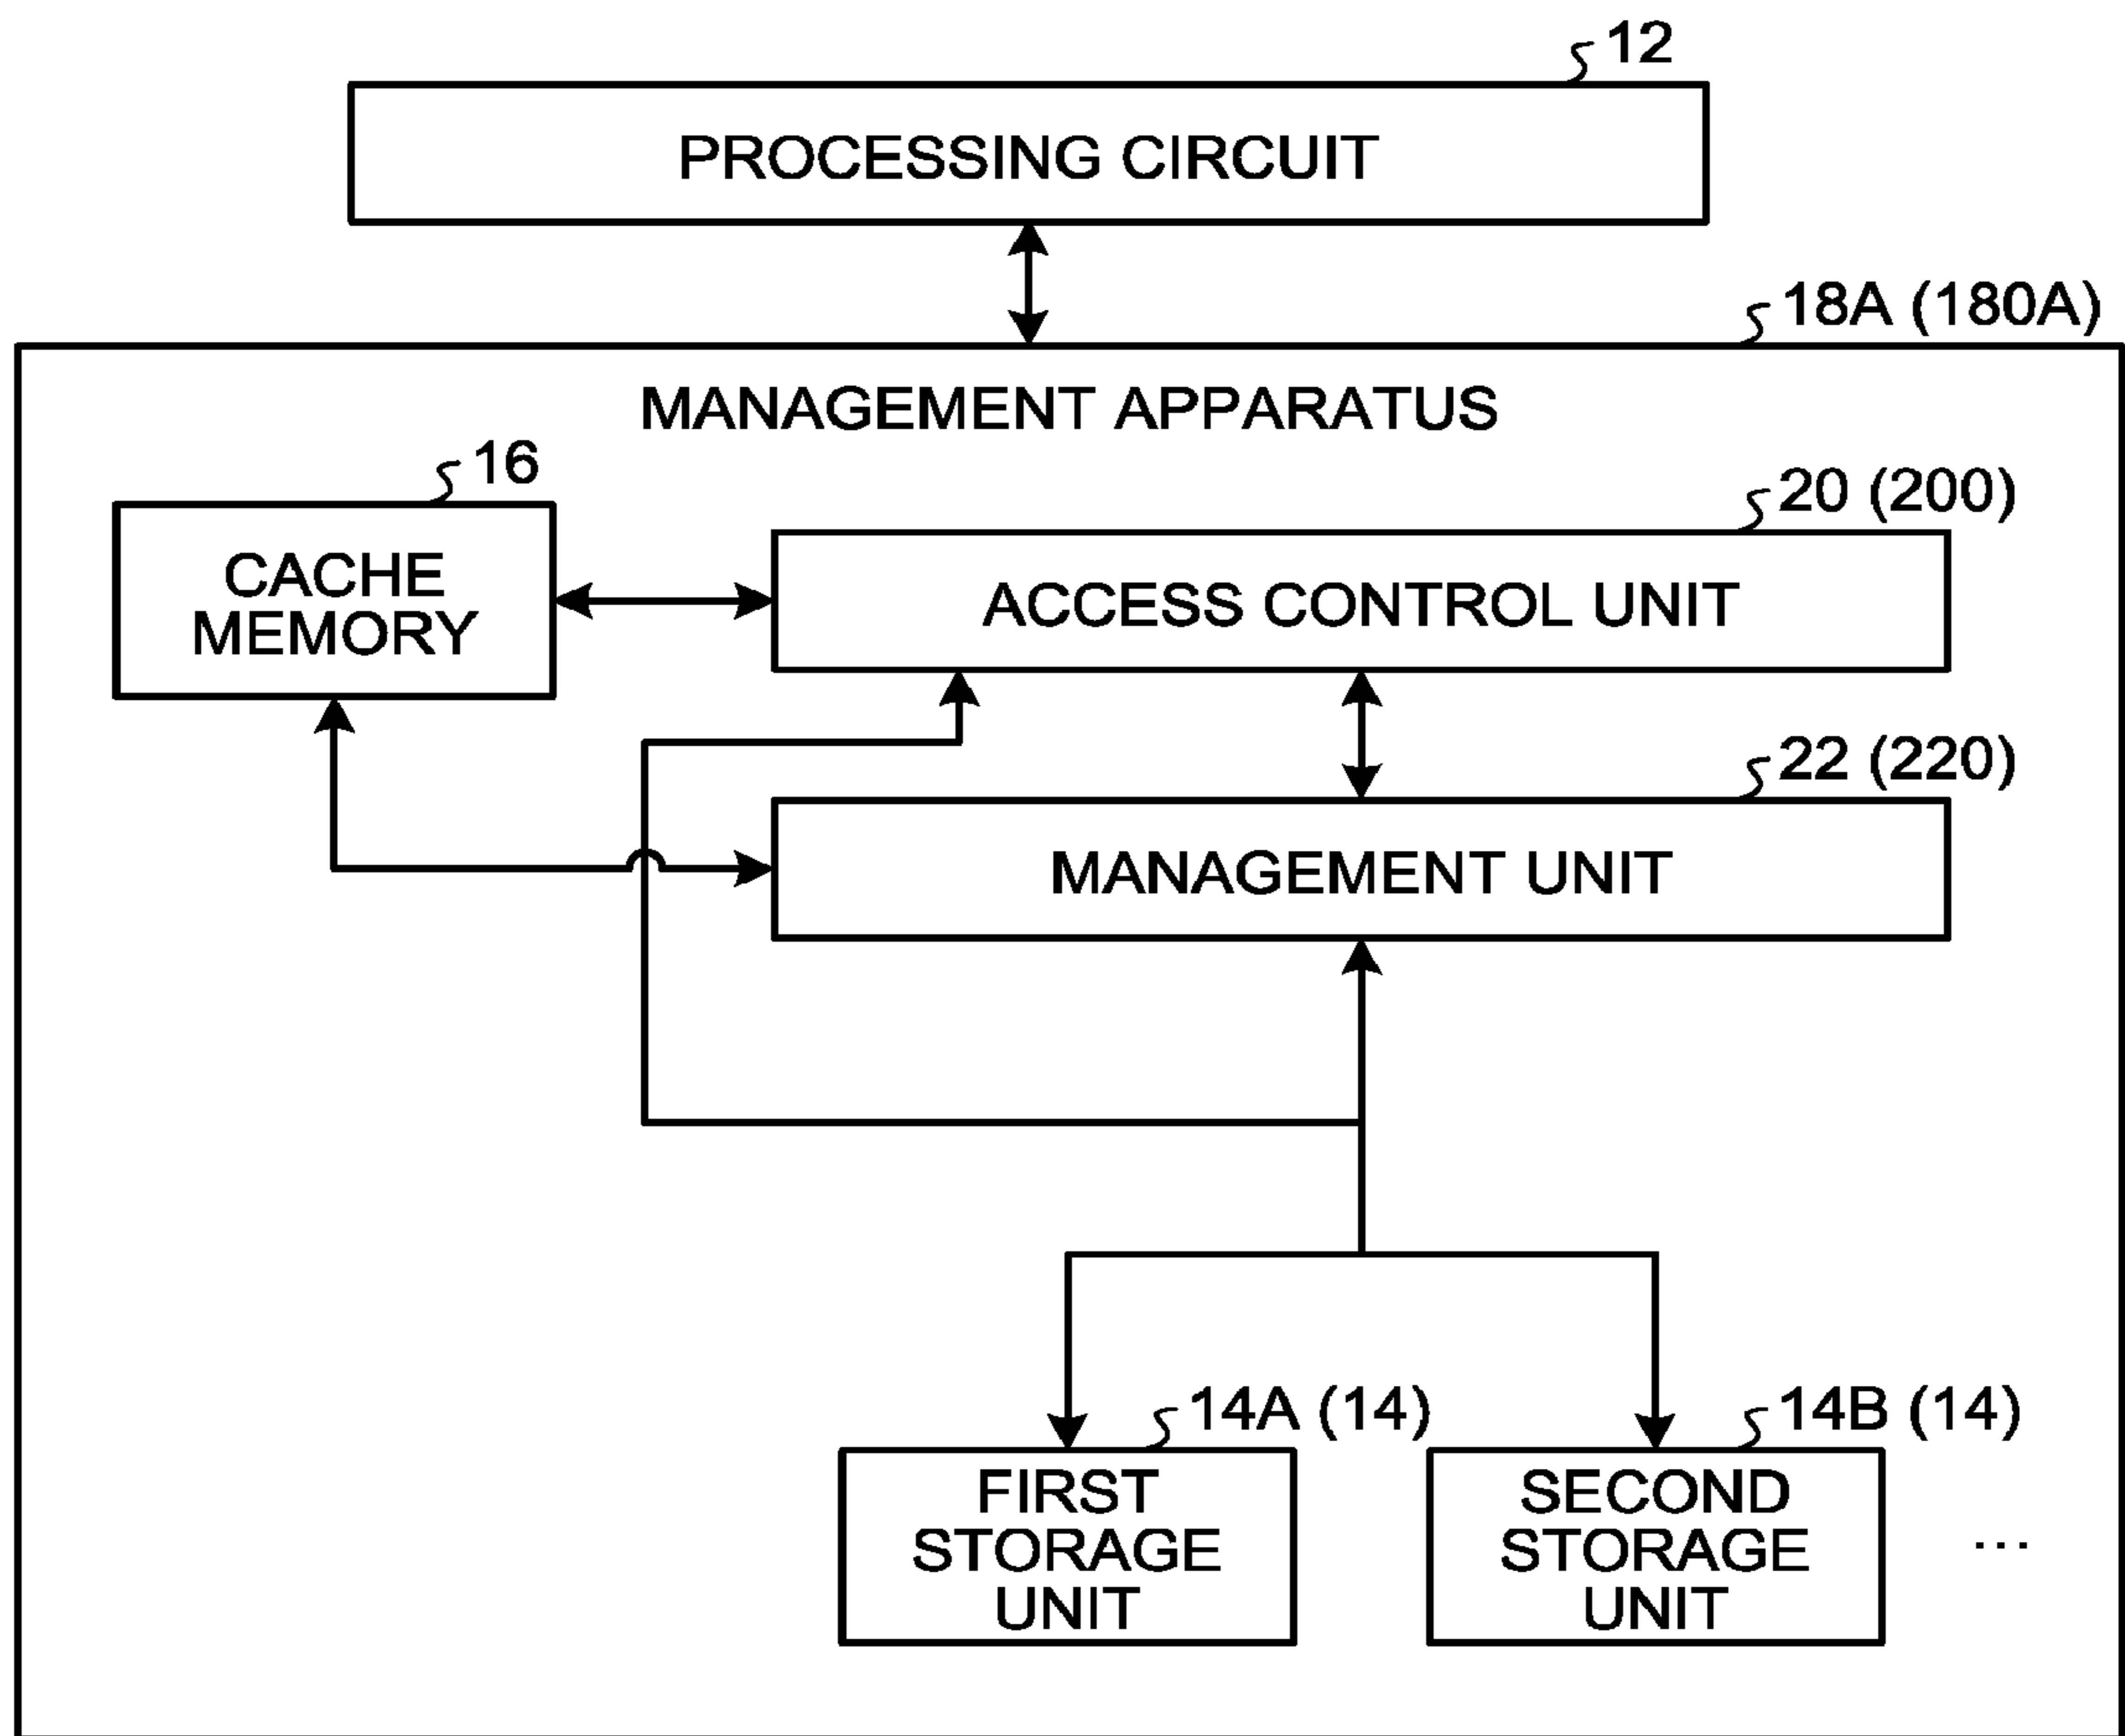 12
PROCESSING CIRCUIT
18A (180A)
MANAGEMENT APPARATUS
16
CACHE
MEMORY
20 (200)
ACCESS CONTROL UNIT
22 (220)
MANAGEMENT UNIT
14A (14)
FIRST
STORAGE
UNIT
14B (14)
SECOND
STORAGE
UNIT
...